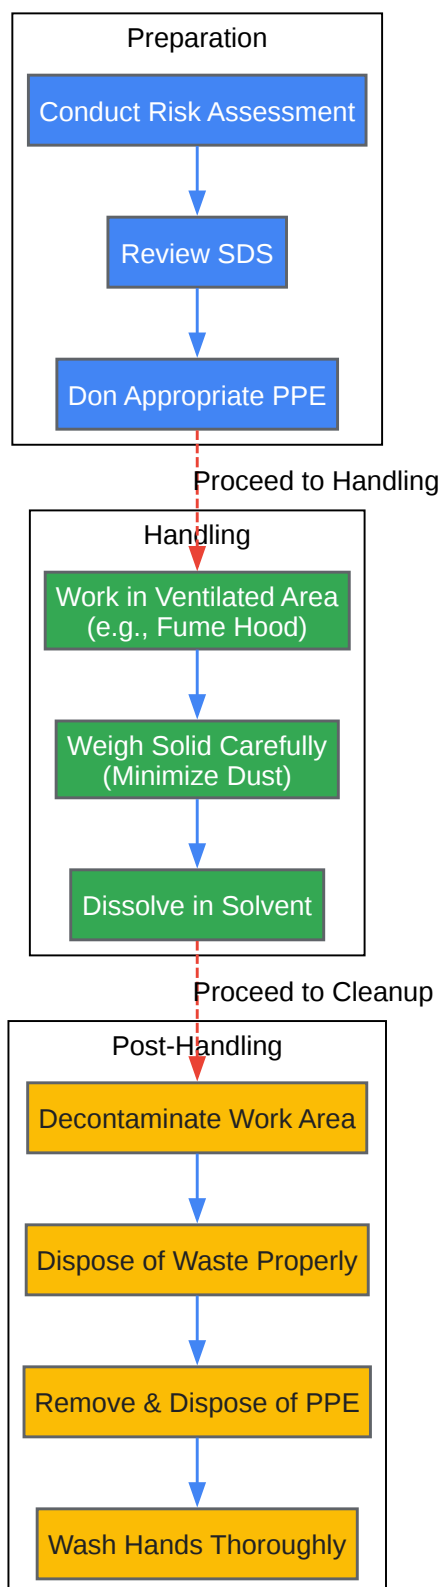 Preparation
Conduct Risk Assessment
Review SDS
Don Appropriate PPE
Proceed to Handling
Handling
Work in Ventilated Area
(e.g., Fume Hood)
Weigh Solid Carefully
(Minimize Dust)
Dissolve in Solvent
Proceed to Cleanup
Post-Handling
Decontaminate Work Area
Dispose of Waste Properly
Remove & Dispose of PPE
Wash Hands Thoroughly